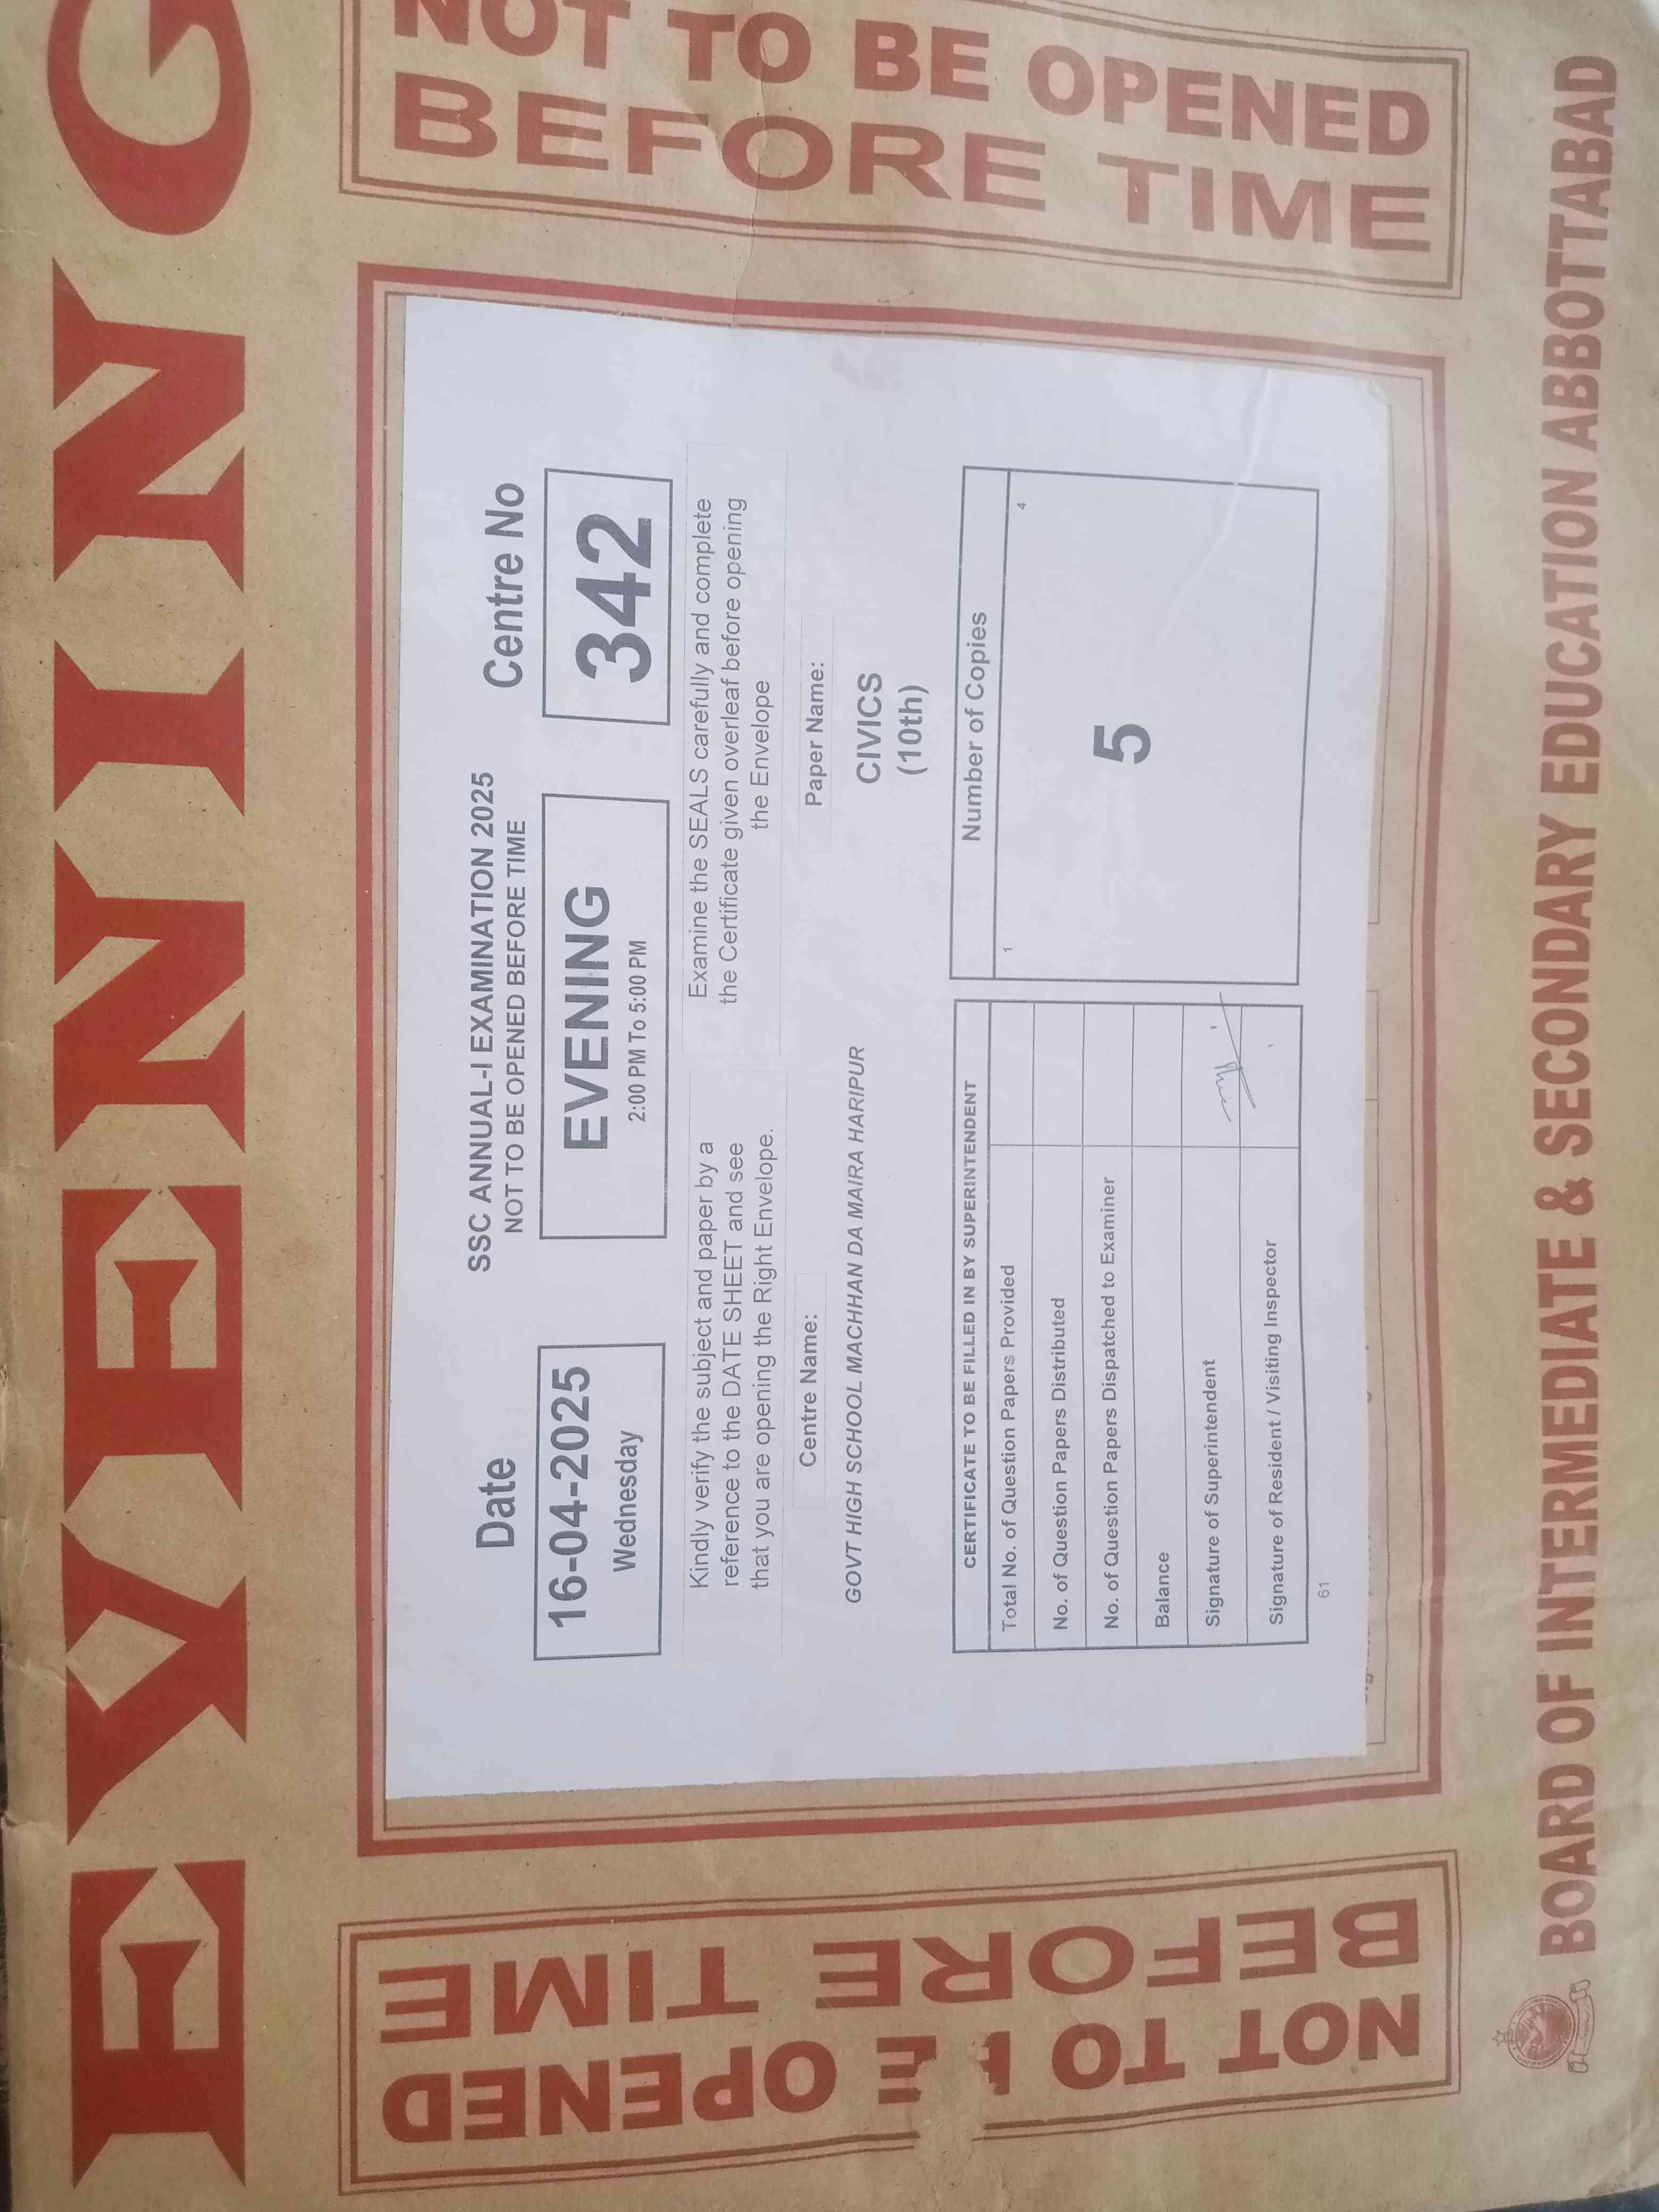 EVENING
NOT TO BE OPENED
BEFORE TIME
SSC ANNUAL-I EXAMINATION 2025
NOT TO BE OPENED BEFORE TIME
Date
16-04-2025
Wednesday
EVENING
2:00 PM To 5:00 PM
Centre No
342
Kindly verify the subject and paper by a
reference to the DATE SHEET and see
that you are opening the Right Envelope.
Examine the SEALS carefully and complete
the Certificate given overleaf before opening
the Envelope
Centre Name:
GOVT HIGH SCHOOL MACHHAN DA MAIRA HARIPUR
Paper Name:
CIVICS
(10th)
CERTIFICATE TO BE FILLED IN BY SUPERINTENDENT
Total No. of Question Papers Provided
No. of Question Papers Distributed
No. of Question Papers Dispatched to Examiner
Balance
Signature of Superintendent
Signature of Resident / Visiting Inspector
61
Number of Copies
1
4
5
NOT TO OPENED
BEFORE TIME
BOARD OF INTERMEDIATE & SECONDARY EDUCATION ABBOTTABAD